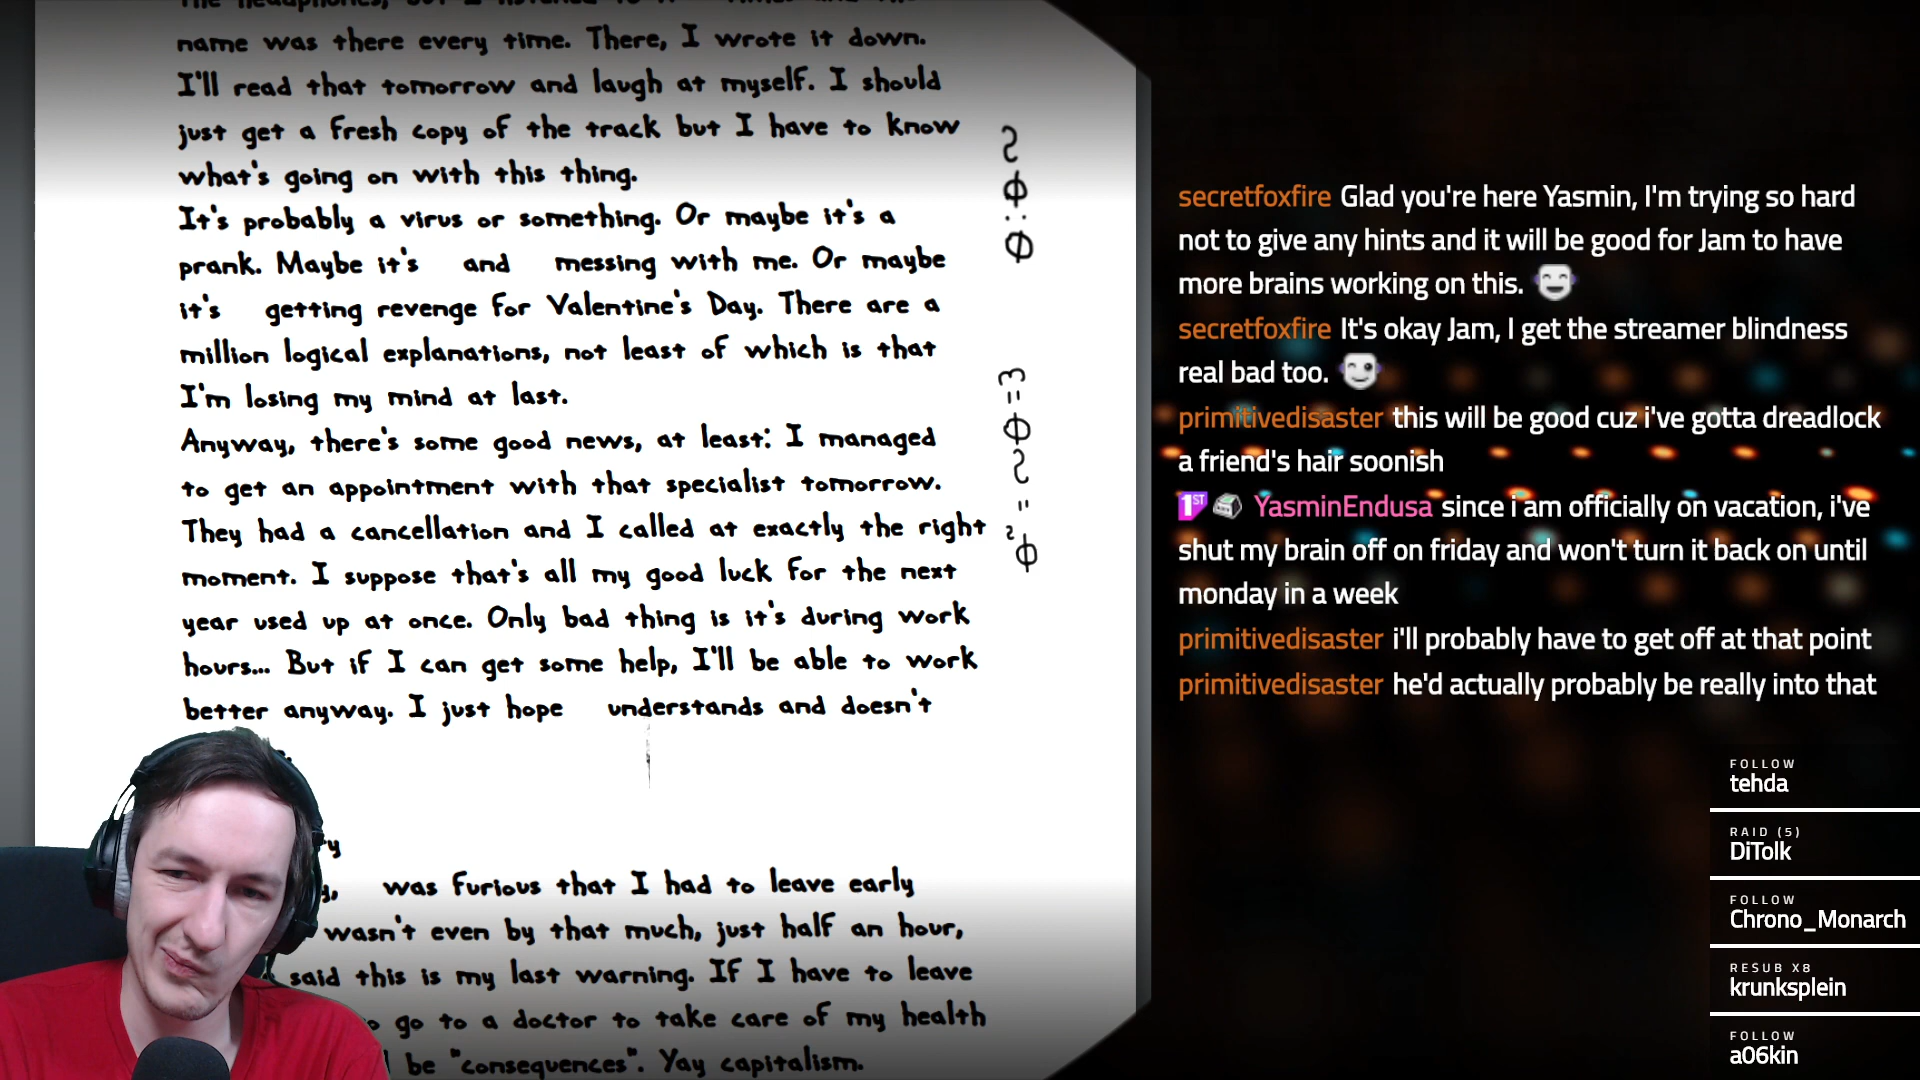 name was there every time. There, I wrote it down.
I'll read that tomorrow and laugh at myself. I should
just get a fresh copy of the track but I have to know
what's going on with this thing.
It's probably a virus or something. Or maybe it's a
prank. Maybe it's and messing with me. Or maybe
it's getting revenge for Valentine's Day. There are a
million logical explanations, not least of which is that
I'm losing my mind at last.
Anyway, there's some good news, at least: I managed
to get an appointment with that specialist tomorrow.
They had a cancellation and I called at exactly the right
moment. I suppose that's all my good luck for the next
year used up at once. Only bad thing is it's during work
hours... But if I can get some help, I'll be able to work
better anyway. I just hope understands and doesn't
was furious that I had to leave early
wasn't even by that much, just half an hour,
said this is my last warning. If I have to leave
go to a doctor to take care of my health
be "consequences". Yay capitalism.
secretfoxfire Glad you're here Yasmin, I'm trying so hard
not to give any hints and it will be good for Jam to have
more brains working on this.
secretfoxfire It's okay Jam, I get the streamer blindness
real bad too.
primitivedisaster this will be good cuz i've gotta dreadlock
a friend's hair soonish
1ST YasminEndusa since i am officially on vacation, i've
shut my brain off on friday and won't turn it back on until
monday in a week
primitivedisaster i'll probably have to get off at that point
primitivedisaster he'd actually probably be really into that
FOLLOW
tehda
RAID (5)
DiTolk
FOLLOW
Chrono_Monarch
RESUB X8
krunksplein
FOLLOW
a06kin